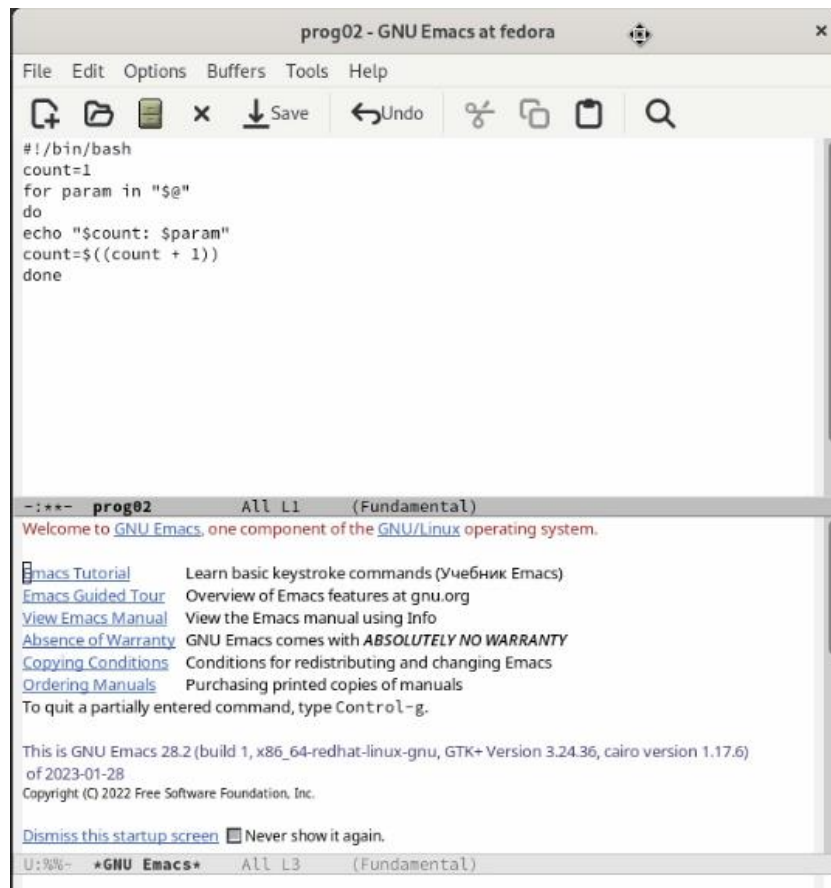 prog02 - GNU Emacs at fedora
File Edit Options Buffers Tools Help
Save Undo
#!/bin/bash
count=1
for param in "$@"
do
echo "$count: $param"
count=$((count + 1))
done
-:**- prog02 All L1 (Fundamental)
Welcome to GNU Emacs, one component of the GNU/Linux operating system.
Emacs Tutorial Learn basic keystroke commands (Учебник Emacs)
Emacs Guided Tour Overview of Emacs features at gnu.org
View Emacs Manual View the Emacs manual using Info
Absence of Warranty GNU Emacs comes with ABSOLUTELY NO WARRANTY
Copying Conditions Conditions for redistributing and changing Emacs
Ordering Manuals Purchasing printed copies of manuals
To quit a partially entered command, type Control-g.
This is GNU Emacs 28.2 (build 1, x86_64-redhat-linux-gnu, GTK+ Version 3.24.36, cairo version 1.17.6)
of 2023-01-28
Copyright (C) 2022 Free Software Foundation, Inc.
Dismiss this startup screen Never show it again.
U:%%- *GNU Emacs* All L3 (Fundamental)